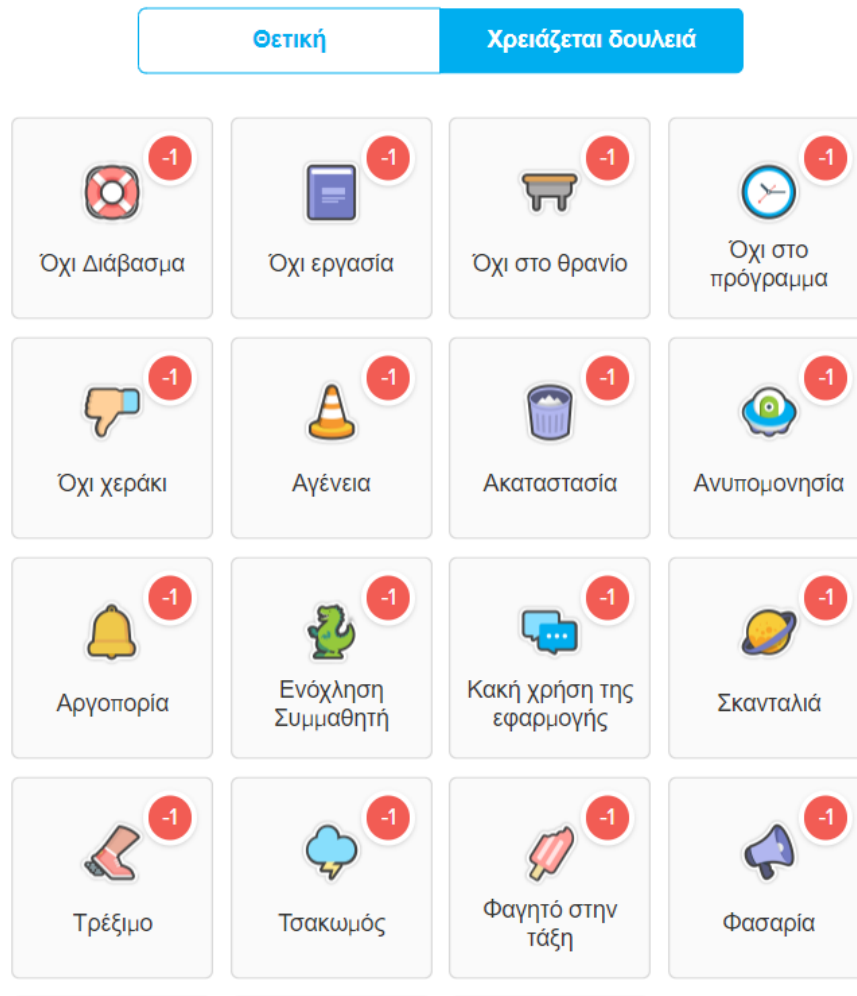 Θετική
Χρειάζεται δουλειά
-1
Όχι Διάβασμα
-1
Όχι εργασία
-1
Όχι στο θρανίο
-1
Όχι στο
πρόγραμμα
-1
Όχι χεράκι
-1
Αγένεια
-1
Ακαταστασία
-1
Ανυπομονησία
-1
Αργοπορία
-1
Ενόχληση
Συμμαθητή
-1
Κακή χρήση της
εφαρμογής
-1
Σκανταλιά
-1
Τρέξιμο
-1
Τσακωμός
-1
Φαγητό στην
τάξη
-1
Φασαρία